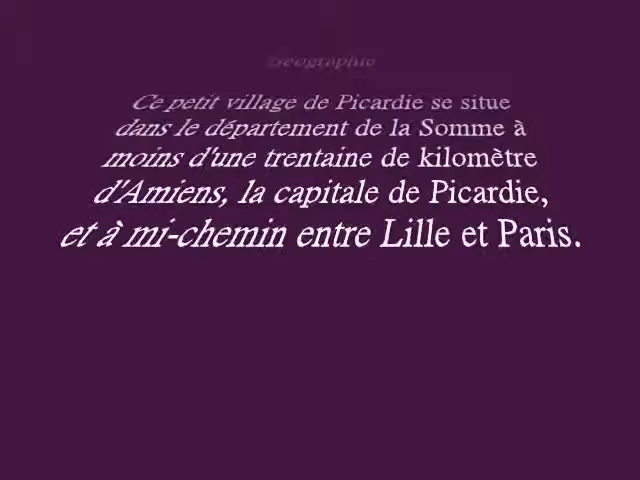 Géographie
Ce petit village de Picardie se situe
dans le département de la Somme à
moins d'une trentaine de kilomètre
d'Amiens, la capitale de Picardie,
et à mi-chemin entre Lille et Paris.